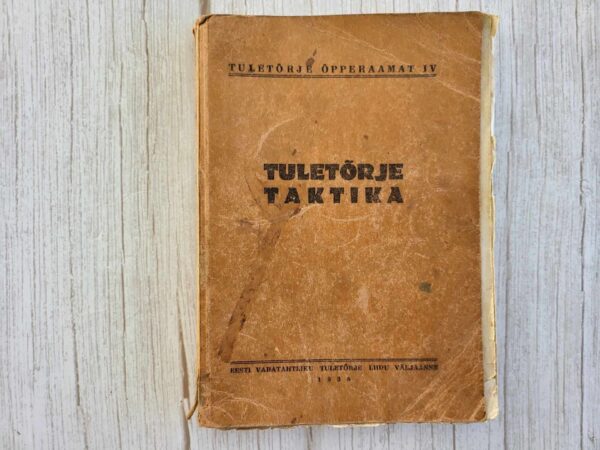 TULETÕRJE ÕPPERAAMAT IV
TULETÕRJE
TAKTIKA
EESTI VABATAHTLIKU TULETÕRJE LIIDU VÄLJAANNE